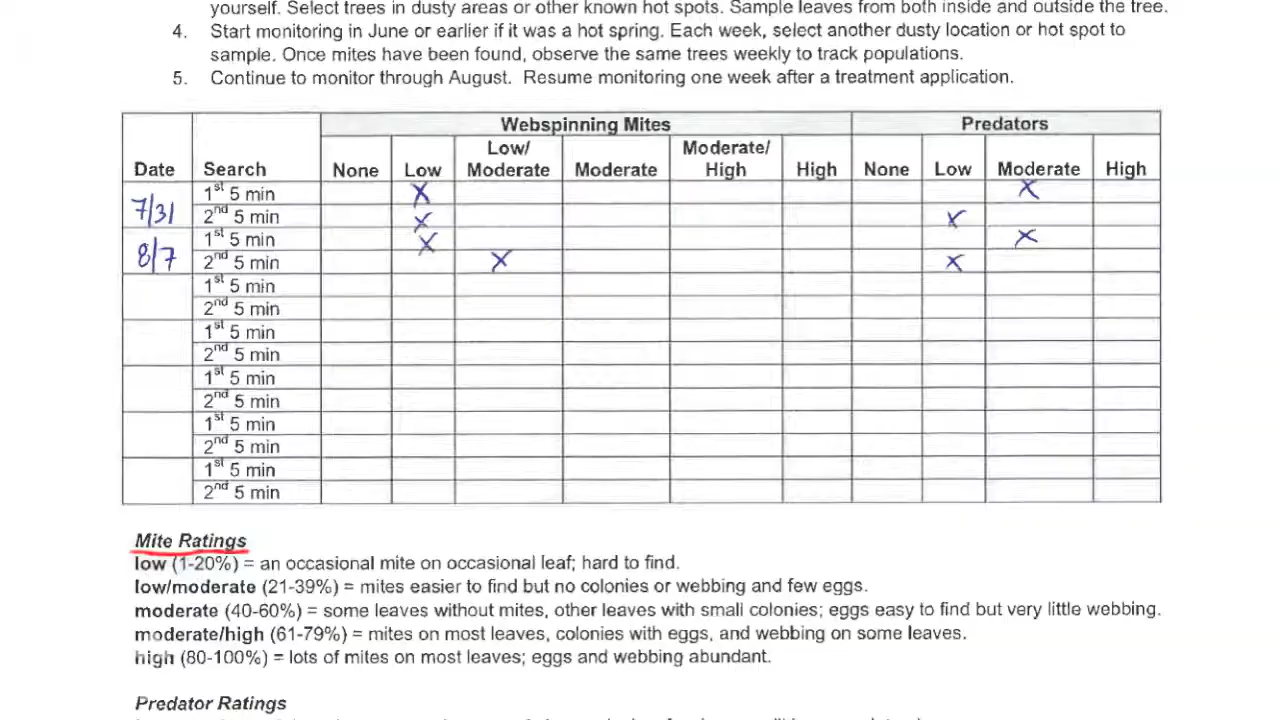 yourself. Select trees in dusty areas or other known hot spots. Sample leaves from both inside and outside the tree.
4. Start monitoring in June or earlier if it was a hot spring. Each week, select another dusty location or hot spot to
sample. Once mites have been found, observe the same trees weekly to track populations.
5. Continue to monitor through August. Resume monitoring one week after a treatment application.
Webspinning Mites Predators
Date Search None Low Low/Moderate Moderate Moderate/High High None Low Moderate High
7/31 1st 5 min X X
2nd 5 min X X
8/7 1st 5 min X X
2nd 5 min X X
1st 5 min
2nd 5 min
1st 5 min
2nd 5 min
1st 5 min
2nd 5 min
1st 5 min
2nd 5 min
1st 5 min
2nd 5 min
Mite Ratings
low (1-20%) = an occasional mite on occasional leaf; hard to find.
low/moderate (21-39%) = mites easier to find but no colonies or webbing and few eggs.
moderate (40-60%) = some leaves without mites, other leaves with small colonies; eggs easy to find but very little webbing.
moderate/high (61-79%) = mites on most leaves, colonies with eggs, and webbing on some leaves.
high (80-100%) = lots of mites on most leaves; eggs and webbing abundant.
Predator Ratings